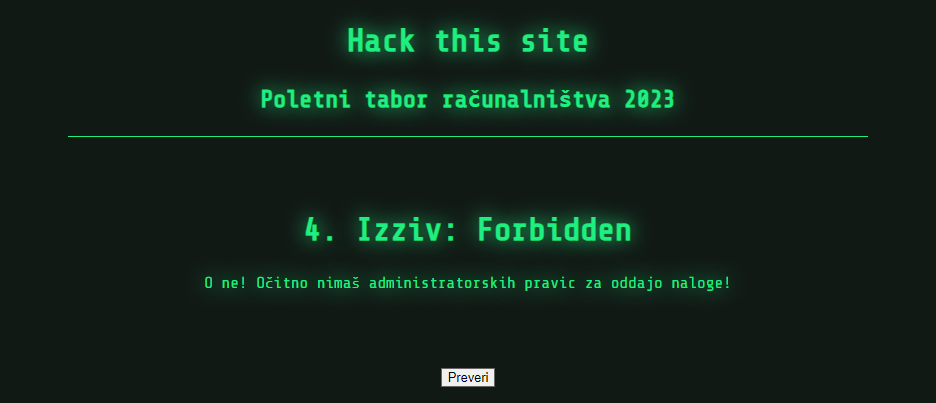 Hack this site
Poletni tabor računalništva 2023
4. Izziv: Forbidden
O ne! Očitno nimaš administratorskih pravic za oddajo naloge!
Preveri